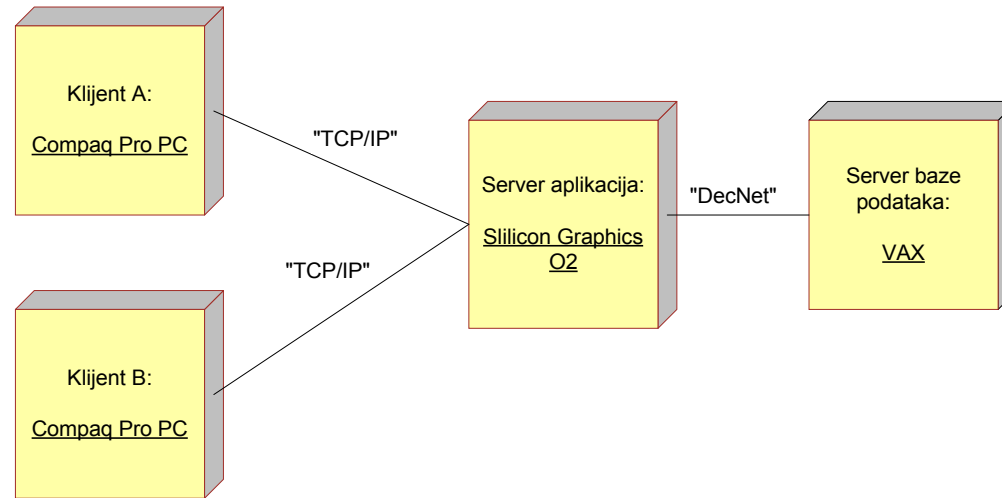 Klijent A:
Compaq Pro PC
"TCP/IP"
Server aplikacija:
Slilicon Graphics
O2
"DecNet"
Server baze
podataka:
VAX
"TCP/IP"
Klijent B:
Compaq Pro PC